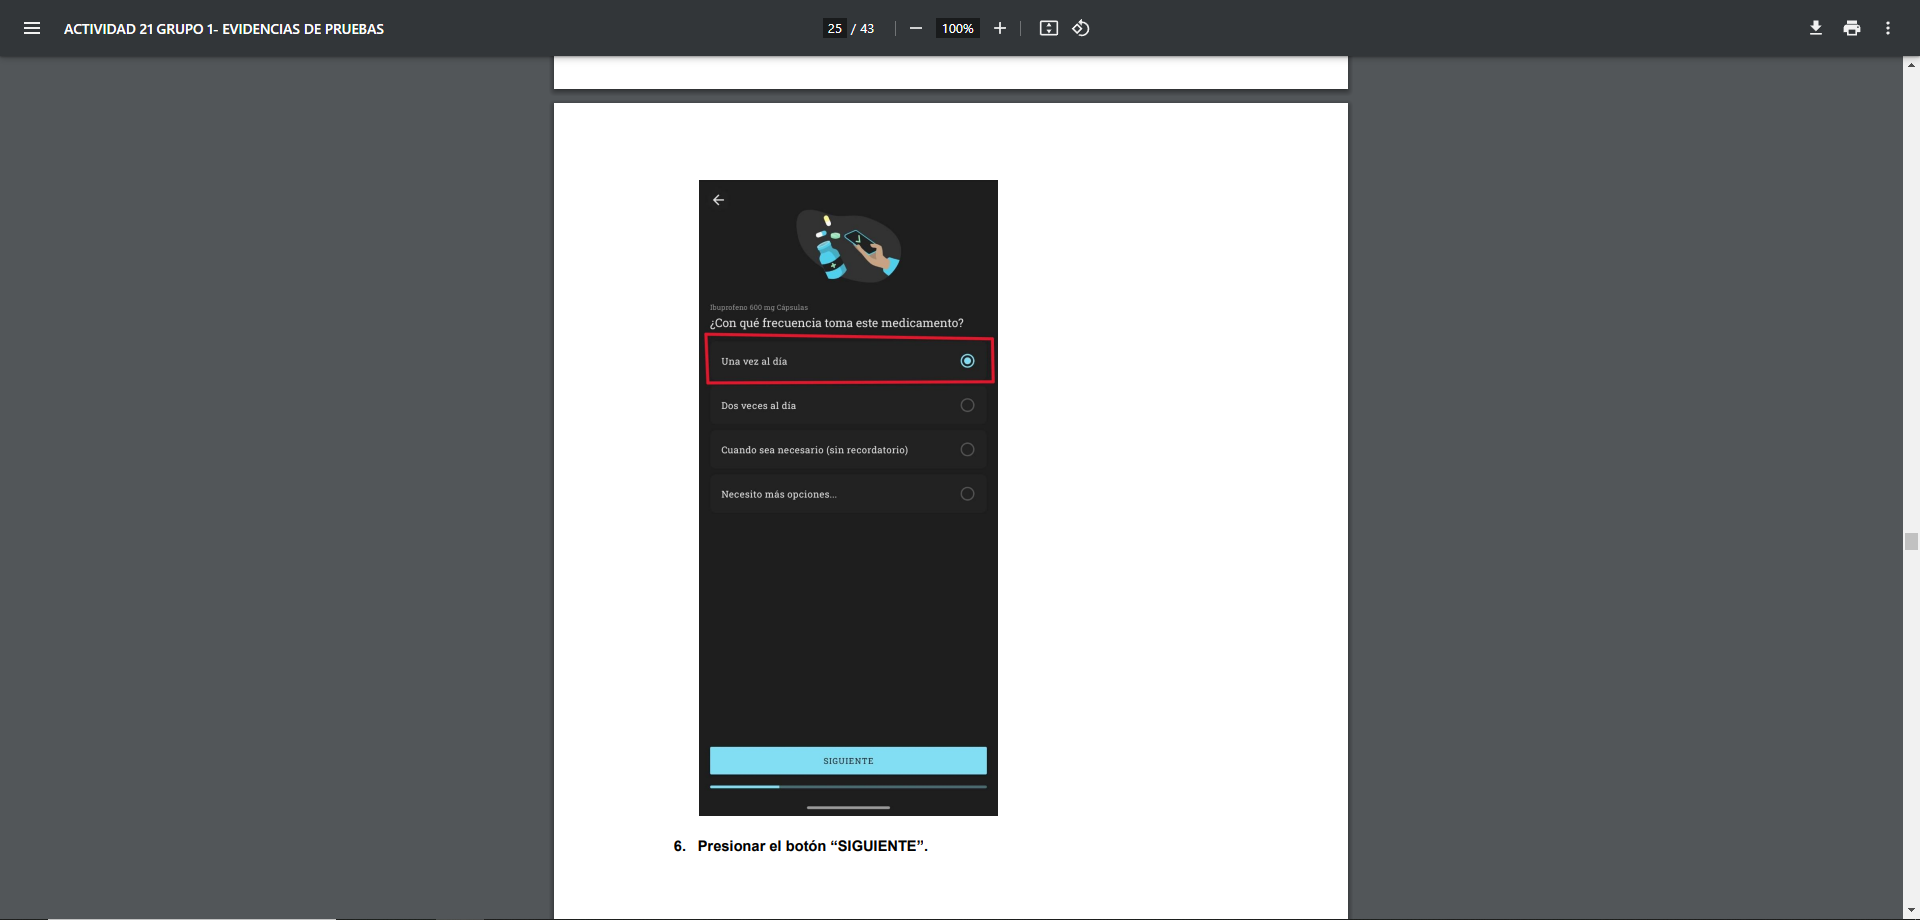 ACTIVIDAD 21 GRUPO 1- EVIDENCIAS DE PRUEBAS
25 / 43
100%
Ibuprofeno 600 mg Cápsulas
¿Con qué frecuencia toma este medicamento?
Una vez al día
Dos veces al día
Cuando sea necesario (sin recordatorio)
Necesito más opciones...
SIGUIENTE
6. Presionar el botón “SIGUIENTE”.